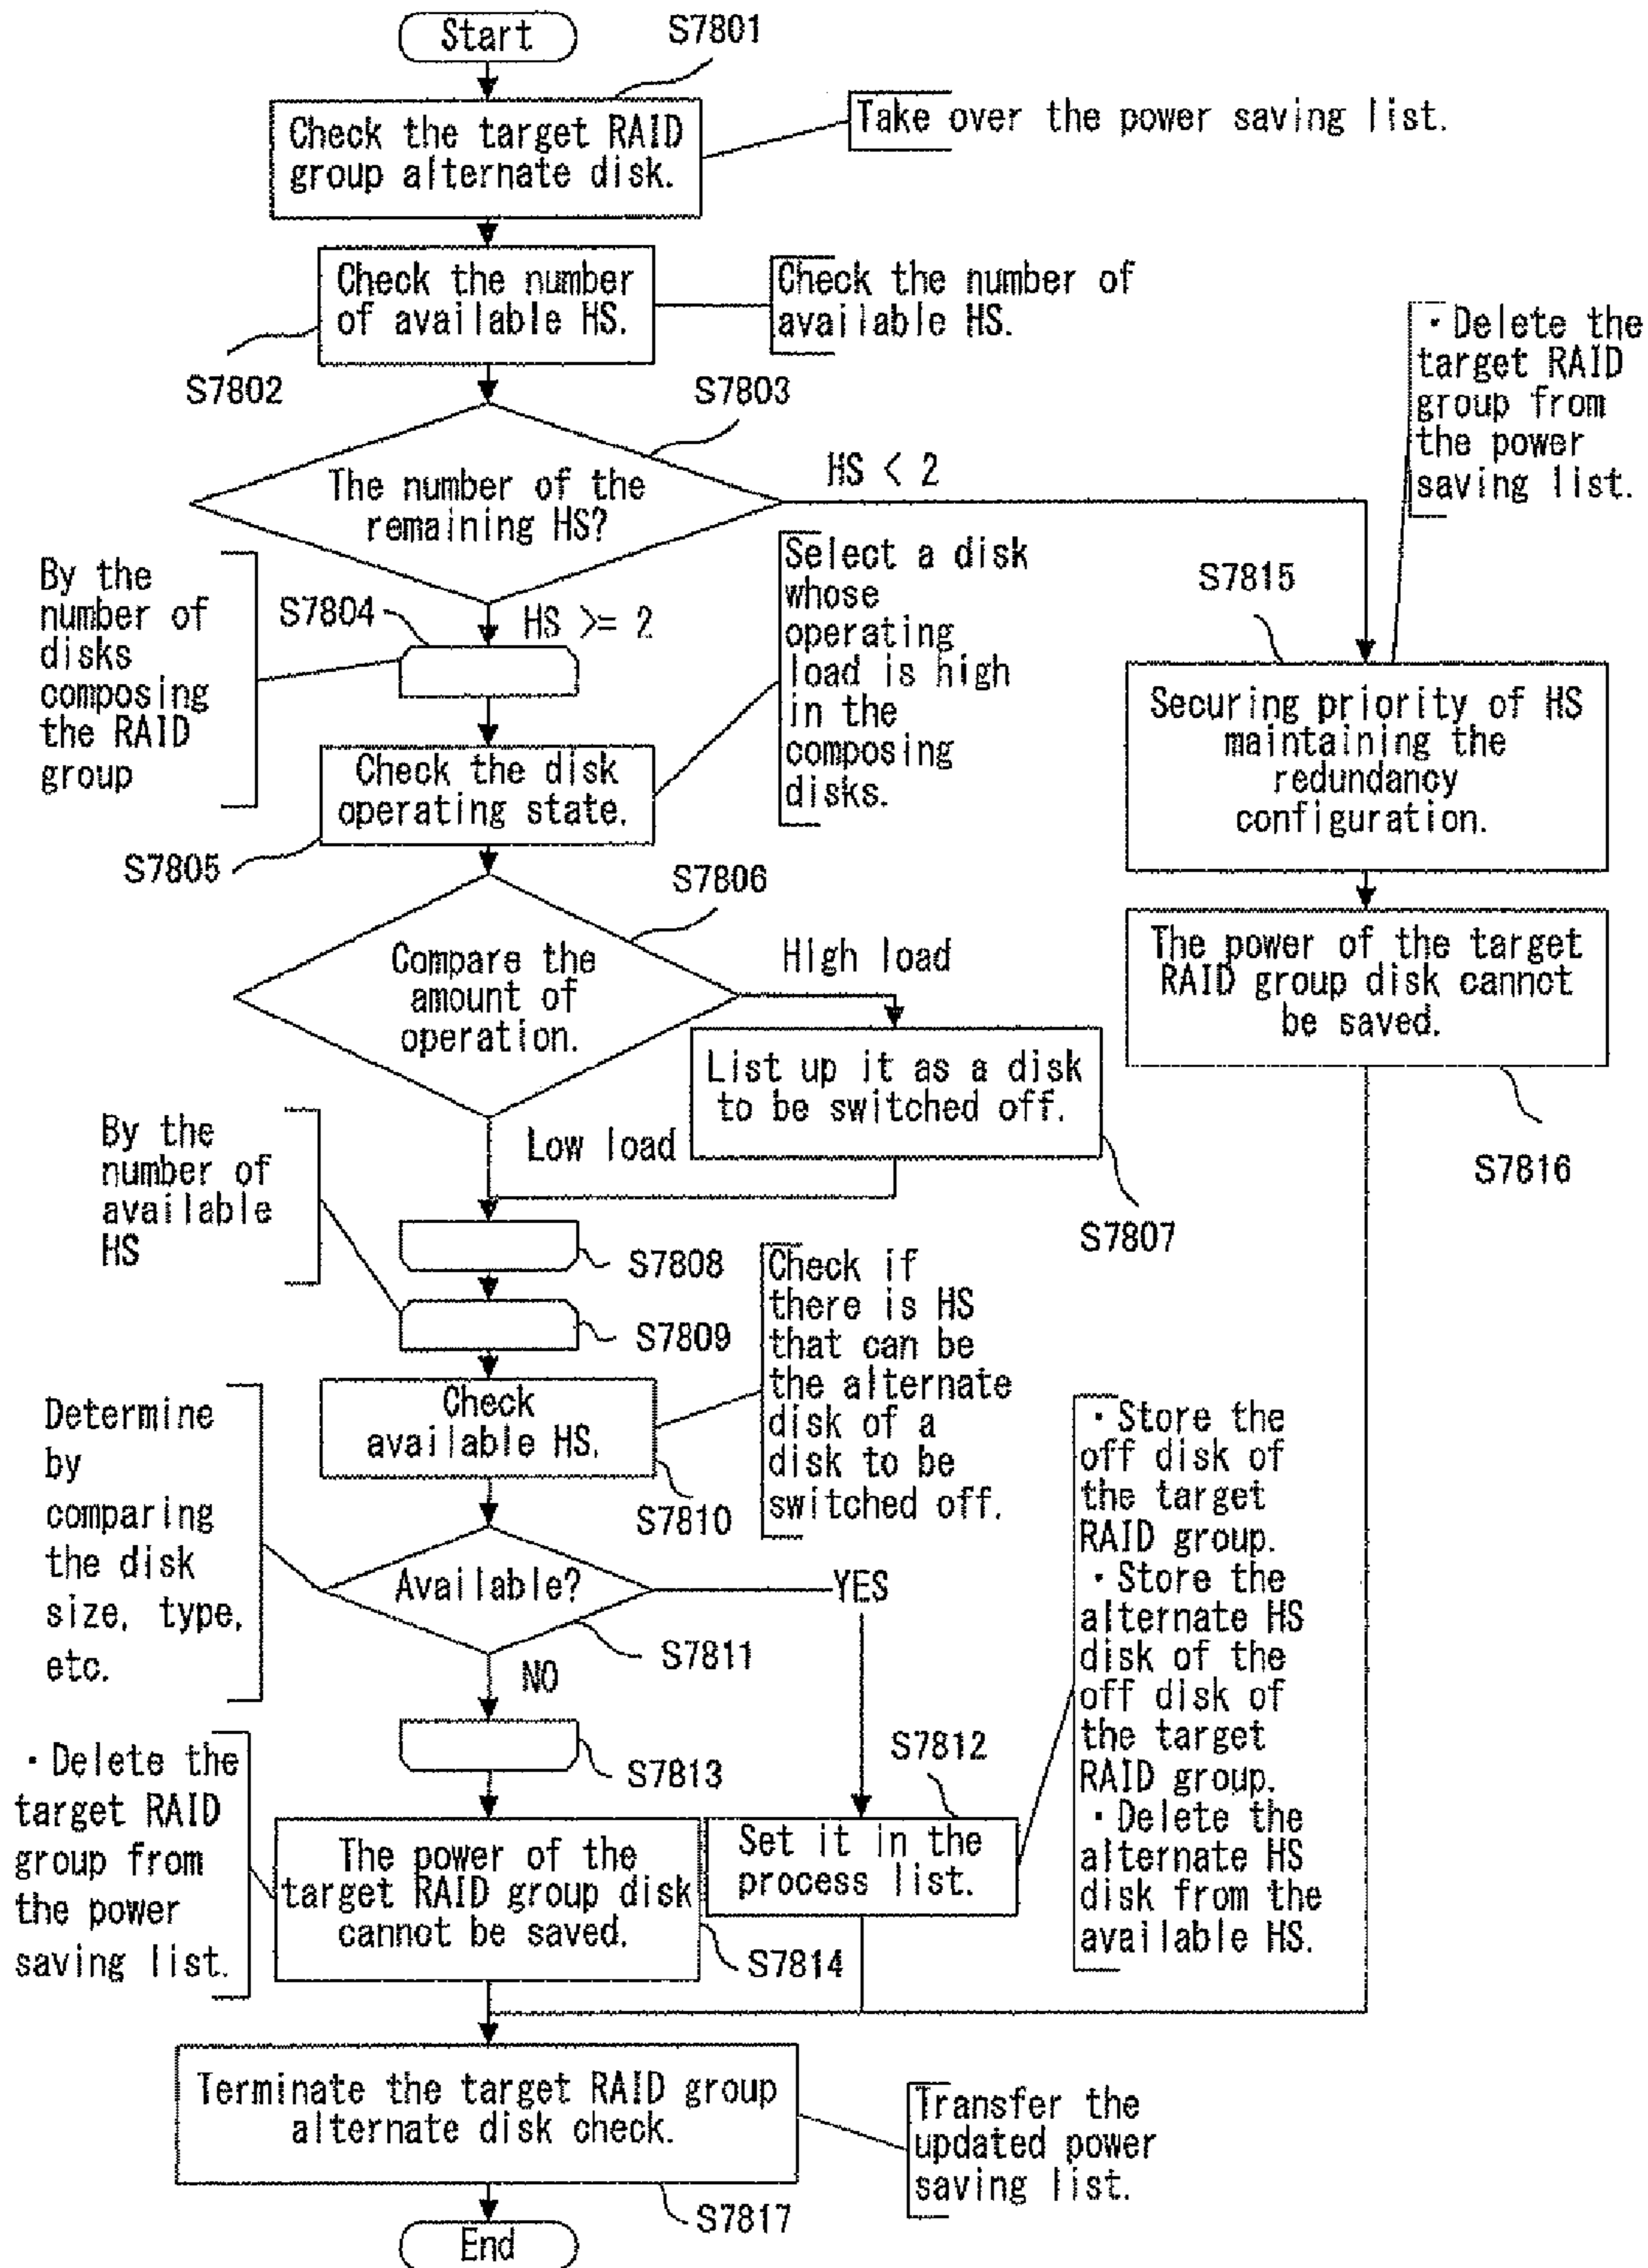 Start
S7801
Check the target RAID
group alternate disk.
Take over the power saving list.
Check the number
of available HS.
Check the number of
available HS.
S7802
S7803
The number of the
remaining HS?
HS < 2
HS >= 2
・Delete the
target RAID
group from
the power
saving list.
By the
number of
disks
composing
the RAID
group
S7804
Select a disk
whose
operating
load is high
in the
composing
disks.
Check the disk
operating state.
S7805
S7815
Securing priority of HS
maintaining the
redundancy
configuration.
The power of the target
RAID group disk cannot
be saved.
S7816
S7806
Compare the
amount of
operation.
High load
List up it as a disk
to be switched off.
S7807
Low load
By the
number of
available
HS
S7808
S7809
Check if
there is HS
that can be
the alternate
disk of a
disk to be
switched off.
Check
available HS.
S7810
Determine
by
comparing
the disk
size, type,
etc.
Available?
YES
S7811
NO
・Store the
off disk of
the target
RAID group.
・Store the
alternate HS
disk of the
off disk of
the target
RAID group.
・Delete the
alternate HS
disk from the
available HS.
S7813
S7812
・Delete the
target RAID
group from
the power
saving list.
The power of the
target RAID group disk
cannot be saved.
S7814
Set it in the
process list.
Terminate the target RAID group
alternate disk check.
Transfer the
updated power
saving list.
S7817
End